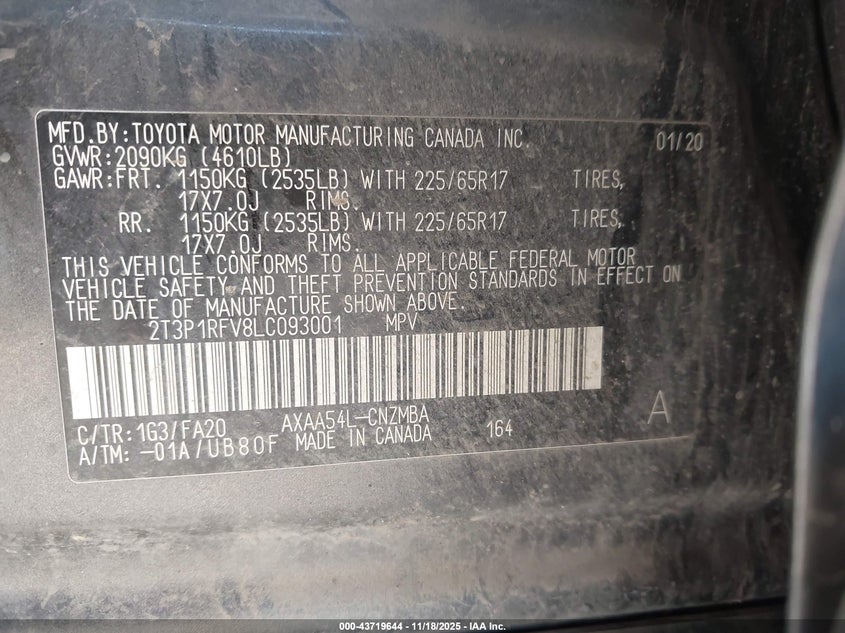 MFD.BY:TOYOTA MOTOR MANUFACTURING CANADA INC. 01/20
GVWR:2090KG (4610LB)
GAWR:FRT. 1150KG (2535LB) WITH 225/65R17 TIRES,
17X7.0J RIMS.
RR. 1150KG (2535LB) WITH 225/65R17 TIRES,
17X7.0J RIMS.
THIS VEHICLE CONFORMS TO ALL APPLICABLE FEDERAL MOTOR
VEHICLE SAFETY AND THEFT PREVENTION STANDARDS IN EFFECT ON
THE DATE OF MANUFACTURE SHOWN ABOVE.
2T3P1RFV8LC093001 MPV
C/TR:1G3/FA20 AXAA54L-CNZMBA A
A/TM:-01A/UB80F MADE IN CANADA 164
000-43719644 - 11/18/2025 - IAA Inc.